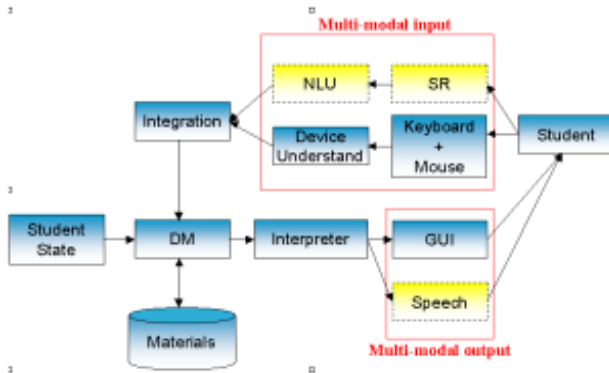 Multi-modal input
NLU
SR
Integration
Device
Understand
Keyboard
+
Mouse
Student
Student
State
DM
Interpreter
GUI
Speech
Materials
Multi-modal output